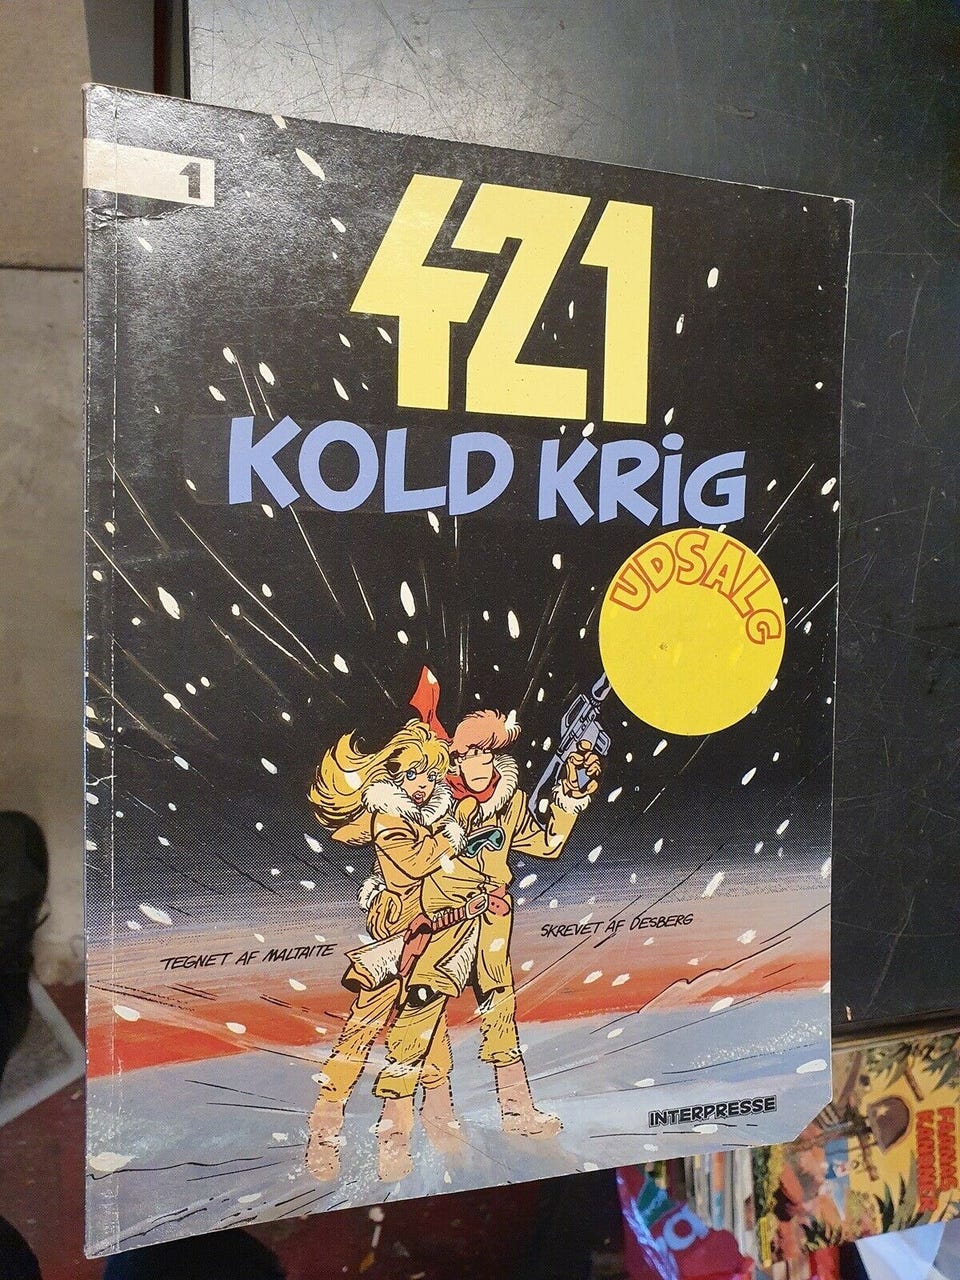 1
421
KOLD KRiG
UDSALG
TEGNET AF MALTAITE
SKREVET AF DESBERG
INTERPRESSE